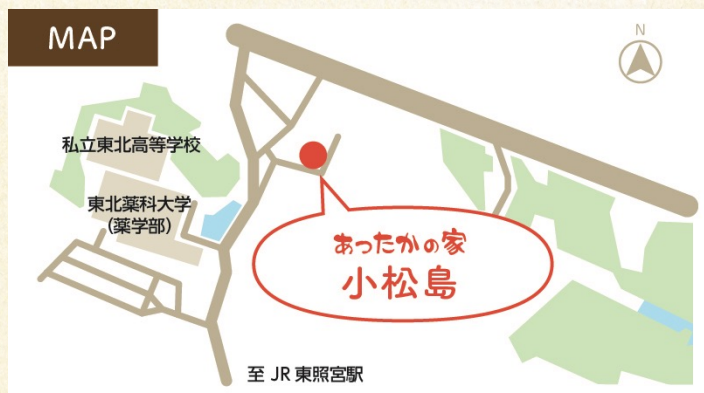 MAP
N
私立東北高等学校
東北薬科大学
(薬学部)
あったかの家
小松島
至 JR 東照宮駅